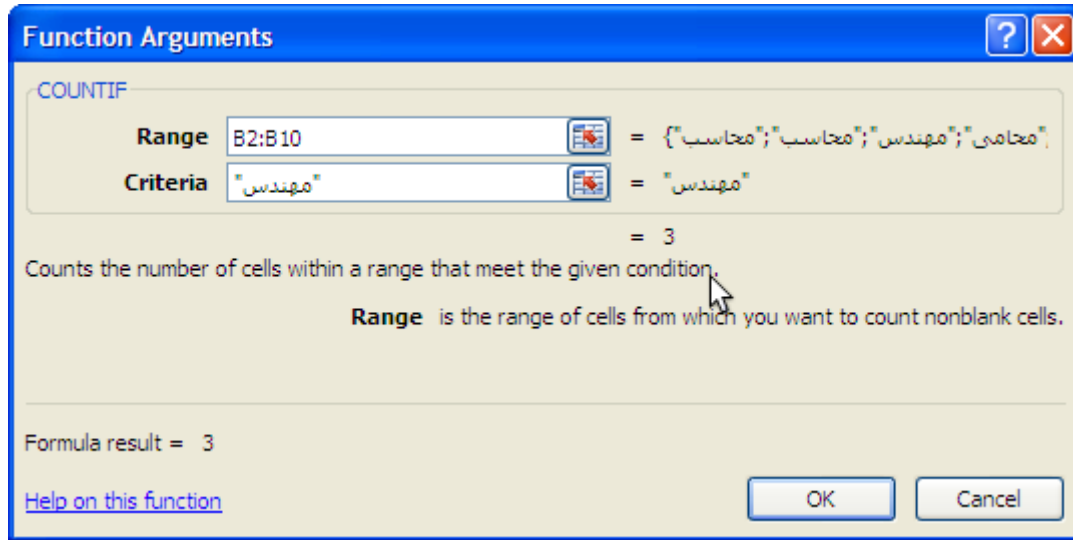 Function Arguments
COUNTIF
Range B2:B10 = {"محاسب";"محاسب";"مهندس";"محامى"
Criteria "مهندس" = "مهندس"
= 3
Counts the number of cells within a range that meet the given condition.
Range is the range of cells from which you want to count nonblank cells.
Formula result = 3
Help on this function
OK Cancel